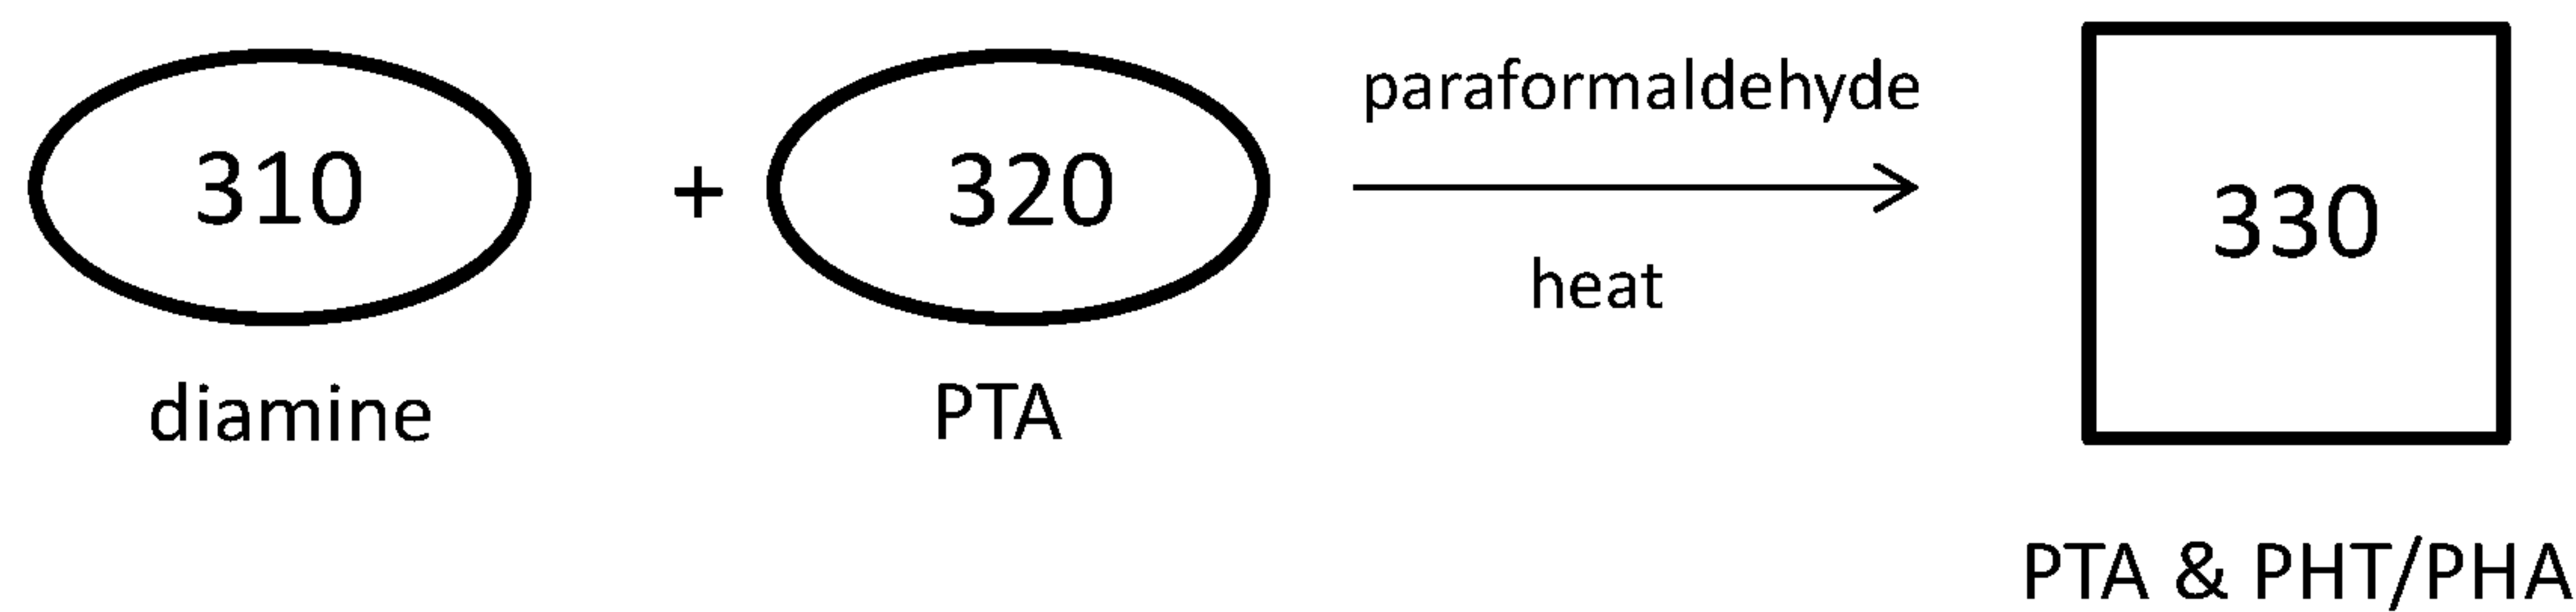 310
+
320
paraformaldehyde
heat
330
diamine
PTA
PTA & PHT/PHA